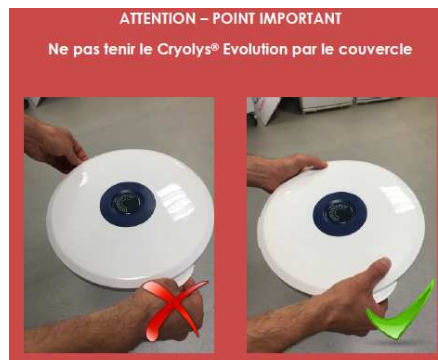 ATTENTION – POINT IMPORTANT
Ne pas tenir le Cryolys® Evolution par le couvercle